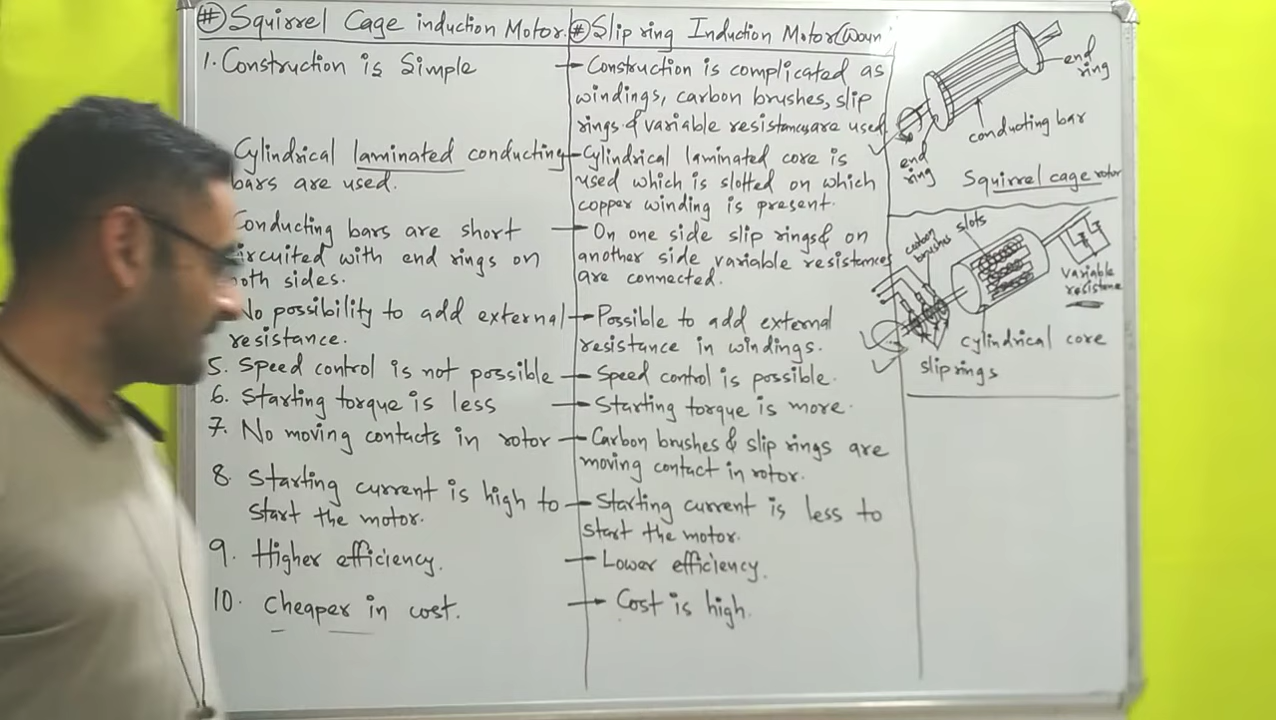 # Squirrel Cage induction Motor.
1. Construction is Simple
Cylindrical laminated conducting
bars are used.
Conducting bars are short
ircuited with end rings on
oth sides.
No possibility to add external
resistance.
5. Speed control is not possible
6. Starting torque is less
7. No moving contacts in rotor
8. Starting current is high to
start the motor.
9. Higher efficiency.
10. Cheaper in cost.
# Slip ring Induction Motor(Woun
→ Construction is complicated as
windings, carbon brushes, slip
rings & variable resistances are used
→ Cylindrical laminated core is
used which is slotted on which
copper winding is present.
→ On one side slip rings & on
another side variable resistances
are connected.
→ Possible to add external
resistance in windings.
→ Speed control is possible.
→ Starting torque is more.
→ Carbon brushes & slip rings are
moving contact in rotor.
→ Starting current is less to
start the motor.
→ Lower efficiency.
→ Cost is high.
end
ring
conducting bar
end
ring
Squirrel cage rotor
carbon
brushes
slots
variable
resistance
cylindrical core
slip rings